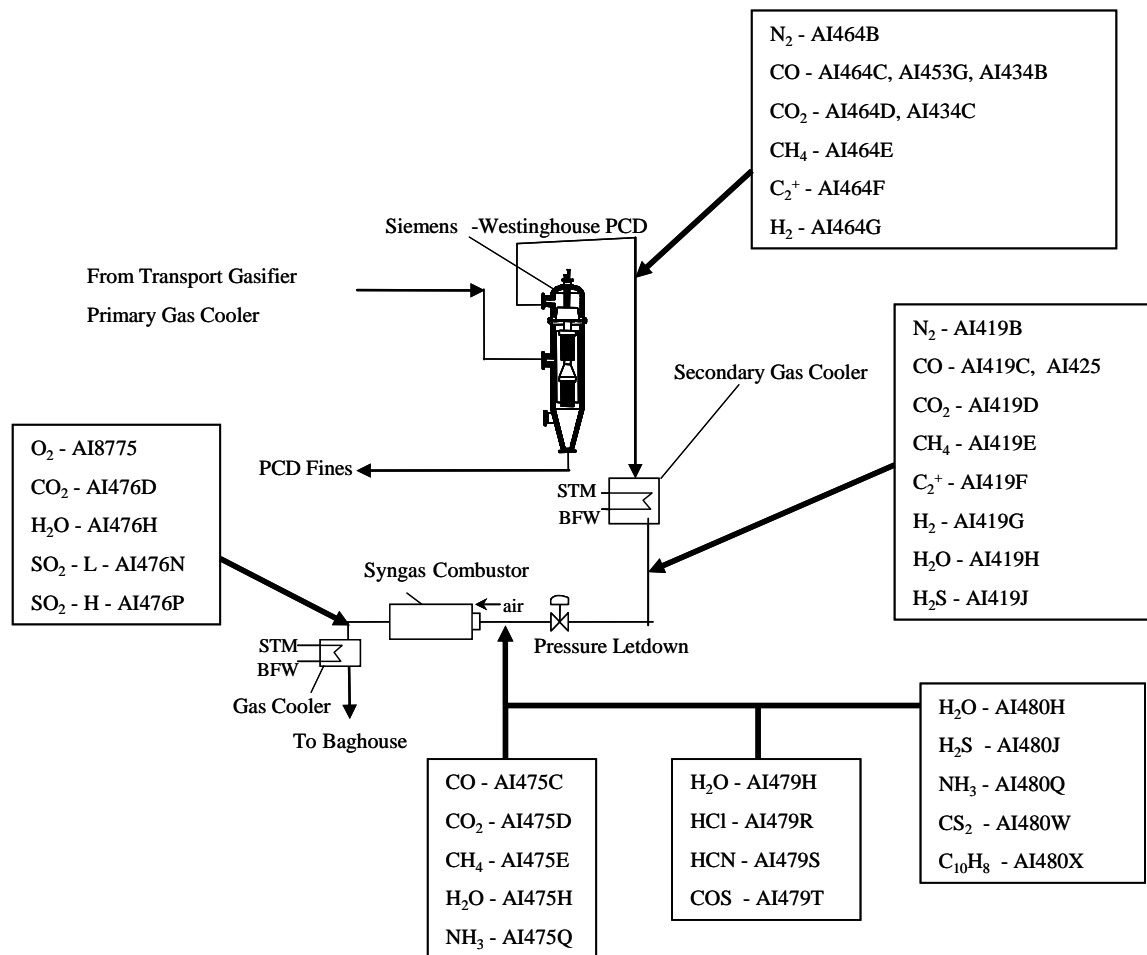 N₂ - AI464B
CO - AI464C, AI453G, AI434B
CO₂ - AI464D, AI434C
CH₄ - AI464E
C₂⁺ - AI464F
H₂ - AI464G
Siemens -Westinghouse PCD
From Transport Gasifier
Primary Gas Cooler
N₂ - AI419B
CO - AI419C, AI425
CO₂ - AI419D
CH₄ - AI419E
C₂⁺ - AI419F
H₂ - AI419G
H₂O - AI419H
H₂S - AI419J
Secondary Gas Cooler
O₂ - AI8775
CO₂ - AI476D
H₂O - AI476H
SO₂ - L - AI476N
SO₂ - H - AI476P
PCD Fines
STM
BFW
Syngas Combustor
air
Pressure Letdown
STM
BFW
Gas Cooler
To Baghouse
CO - AI475C
CO₂ - AI475D
CH₄ - AI475E
H₂O - AI475H
NH₃ - AI475Q
H₂O - AI479H
HCl - AI479R
HCN - AI479S
COS - AI479T
H₂O - AI480H
H₂S - AI480J
NH₃ - AI480Q
CS₂ - AI480W
C₁₀H₈ - AI480X